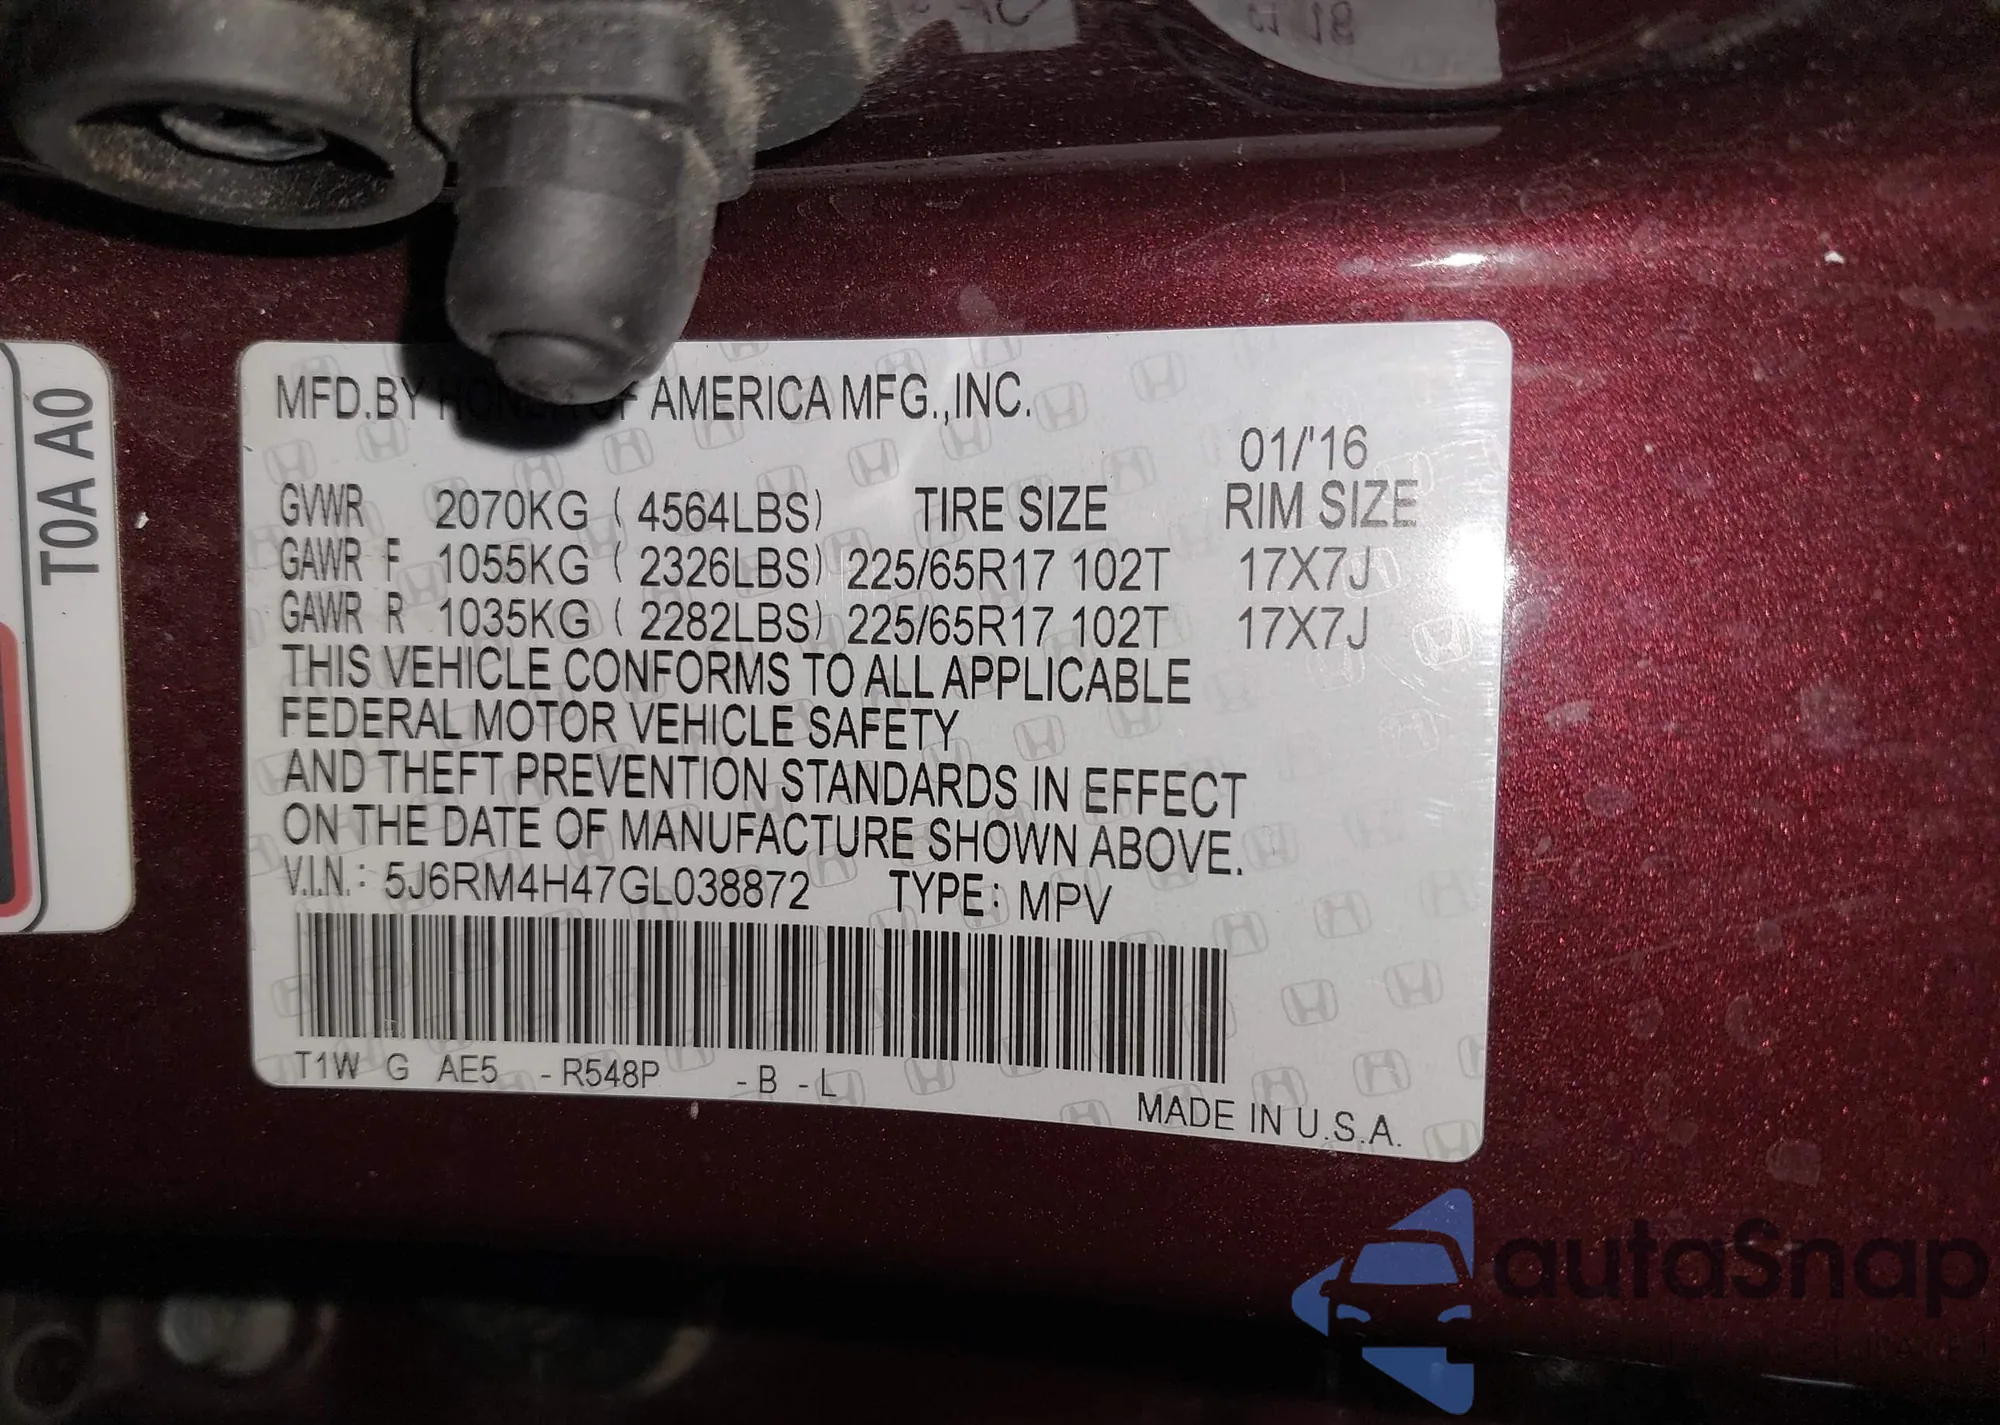 MFD.BY HONDA OF AMERICA MFG.,INC.
01/'16
GVWR 2070KG ( 4564LBS) TIRE SIZE RIM SIZE
GAWR F 1055KG ( 2326LBS) 225/65R17 102T 17X7J
GAWR R 1035KG ( 2282LBS) 225/65R17 102T 17X7J
THIS VEHICLE CONFORMS TO ALL APPLICABLE
FEDERAL MOTOR VEHICLE SAFETY
AND THEFT PREVENTION STANDARDS IN EFFECT
ON THE DATE OF MANUFACTURE SHOWN ABOVE.
V.I.N.: 5J6RM4H47GL038872 TYPE: MPV
T1W G AE5 - R548P - B - L
MADE IN U.S.A.
T0A A0
autaSnap